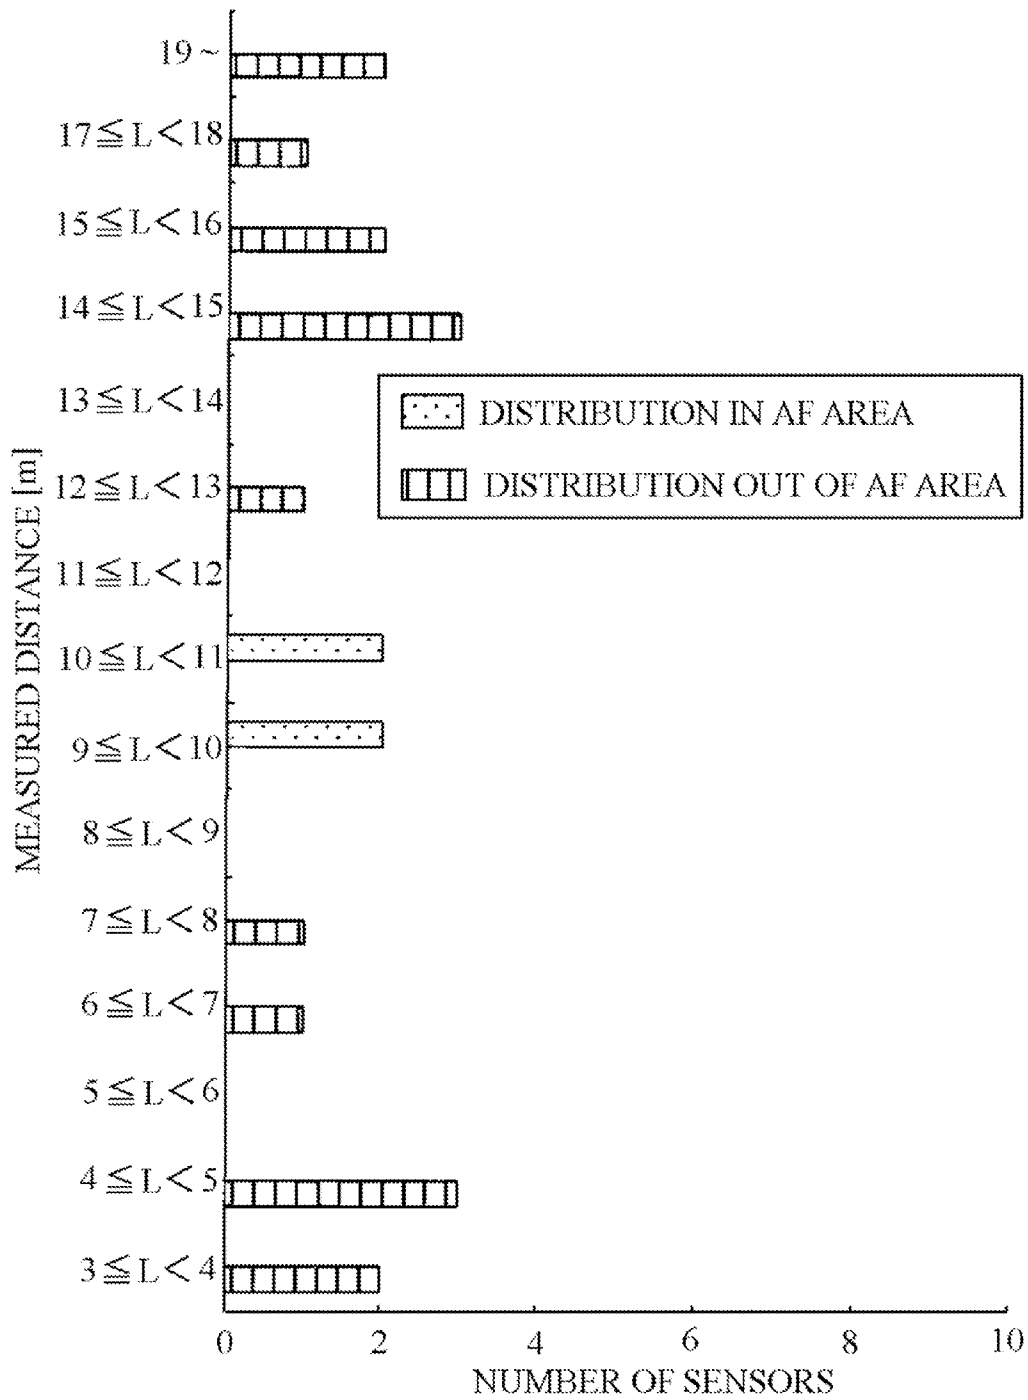 19 ~
17 ≦ L < 18
15 ≦ L < 16
14 ≦ L < 15
13 ≦ L < 14
12 ≦ L < 13
11 ≦ L < 12
10 ≦ L < 11
9 ≦ L < 10
8 ≦ L < 9
7 ≦ L < 8
6 ≦ L < 7
5 ≦ L < 6
4 ≦ L < 5
3 ≦ L < 4
MEASURED DISTANCE [m]
DISTRIBUTION IN AF AREA
DISTRIBUTION OUT OF AF AREA
0 2 4 6 8 10
NUMBER OF SENSORS